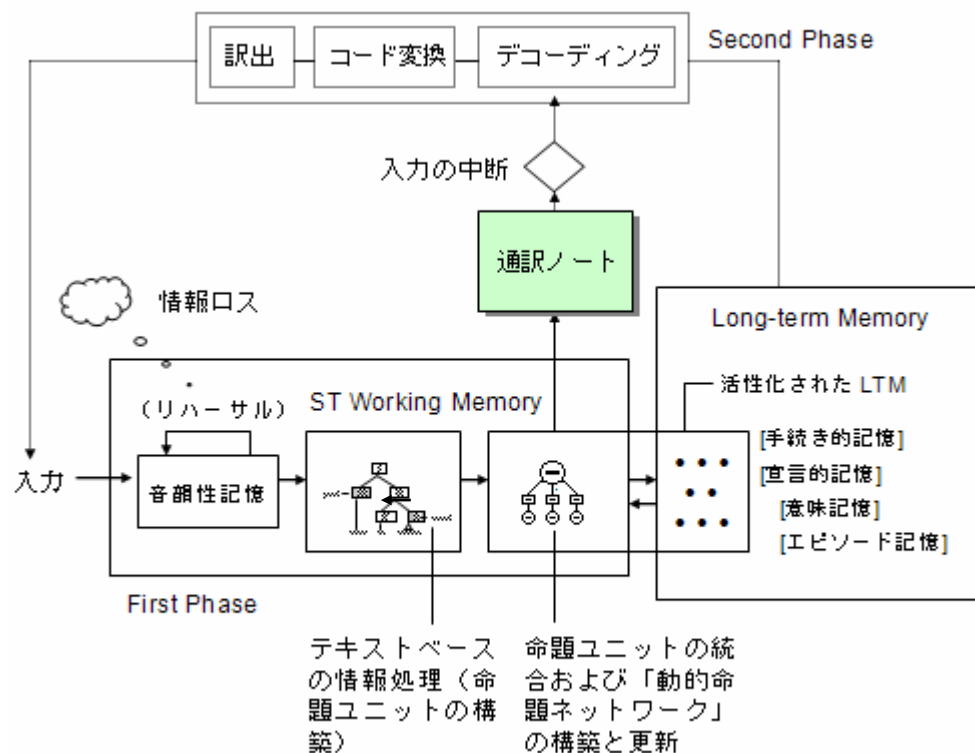 Second Phase
訳出
コード変換
デコーディング
入力の中断
通訳ノート
情報ロス
Long-term Memory
活性化された LTM
(リハーサル)
ST Working Memory
[手続き的記憶]
[宣言的記憶]
[意味記憶]
[エピソード記憶]
入力
音韻性記憶
First Phase
テキストベース
の情報処理(命
題ユニットの構
築)
命題ユニットの統
合および「動的命
題ネットワーク」
の構築と更新